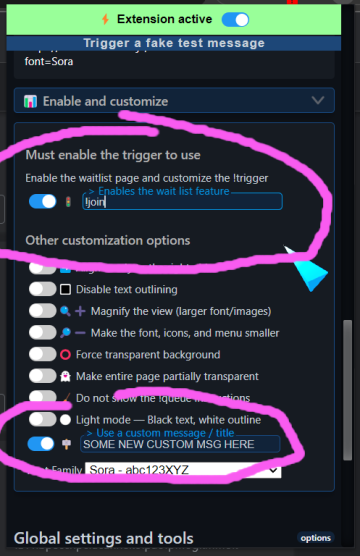 Extension active
Trigger a fake test message
font=Sora
Enable and customize
Must enable the trigger to use
Enable the waitlist page and customize the !trigger
> Enables the wait list feature
!join
Other customization options
Disable text outlining
Magnify the view (larger font/images)
Make the font, icons, and menu smaller
Force transparent background
Make entire page partially transparent
Do not show the !queue
Light mode — Black text, white outline
> Use a custom message / title
SOME NEW CUSTOM MSG HERE
Family
Sora - abc123XYZ
Global settings and tools
options